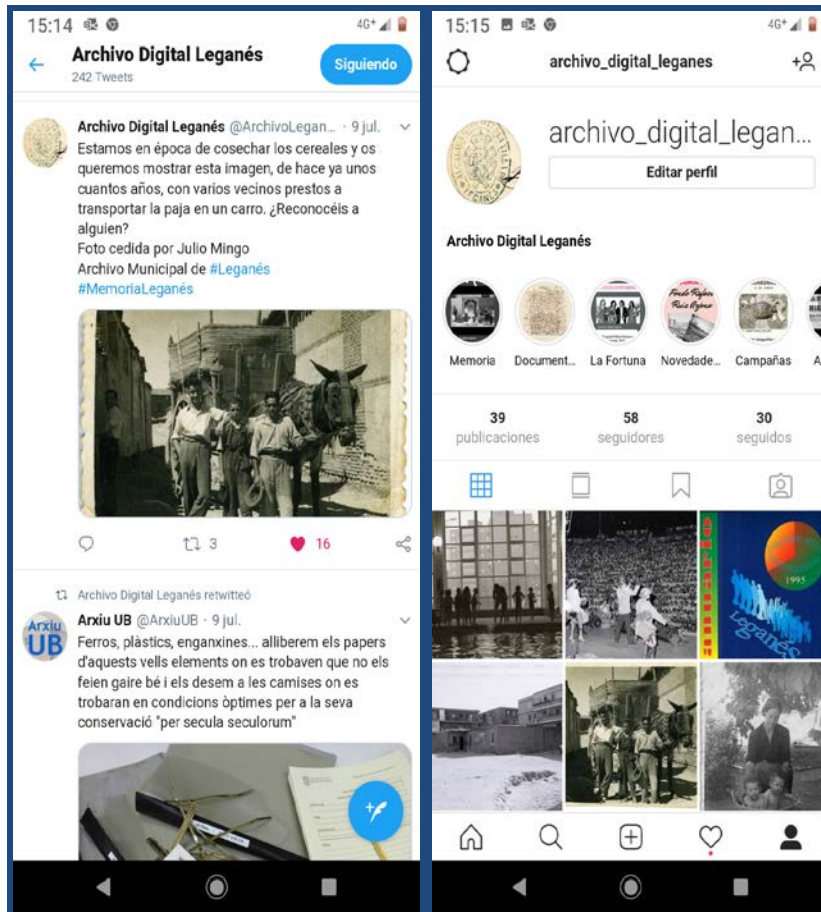 15:14
4G+
Archivo Digital Leganés
242 Tweets
Siguiendo
Archivo Digital Leganés @ArchivoLegan... · 9 jul.
Estamos en época de cosechar los cereales y os
queremos mostrar esta imagen, de hace ya unos
cuantos años, con varios vecinos prestos a
transportar la paja en un carro. ¿Reconocéis a
alguien?
Foto cedida por Julio Mingo
Archivo Municipal de #Leganés
#MemoriaLeganés
3
16
Archivo Digital Leganés retwitteó
Arxiu UB @ArxiuUB · 9 jul.
Arxiu
UB
Ferros, plàstics, enganxines... alliberem els papers
d'aquests vells elements on es trobaven que no els
feien gaire bé i els desem a les camises on es
trobaran en condicions òptimes per a la seva
conservació "per secula seculorum"
15:15
4G+
archivo_digital_leganes
archivo_digital_legan...
Editar perfil
Archivo Digital Leganés
Fondo Rafael
Ruiz
Memoria
Document...
La Fortuna
Novedade...
Campañas
A
39
58
30
publicaciones
seguidores
seguidos
1995
Leganés